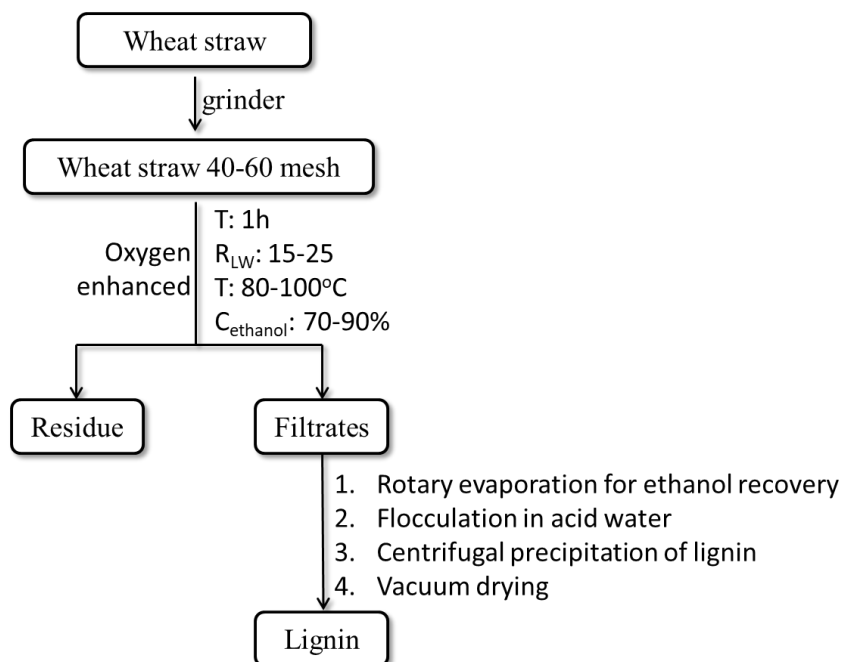 Wheat straw
grinder
Wheat straw 40-60 mesh
Oxygen
enhanced
T: 1h
R_LW: 15-25
T: 80-100°C
C_ethanol: 70-90%
Residue
Filtrates
1. Rotary evaporation for ethanol recovery
2. Flocculation in acid water
3. Centrifugal precipitation of lignin
4. Vacuum drying
Lignin